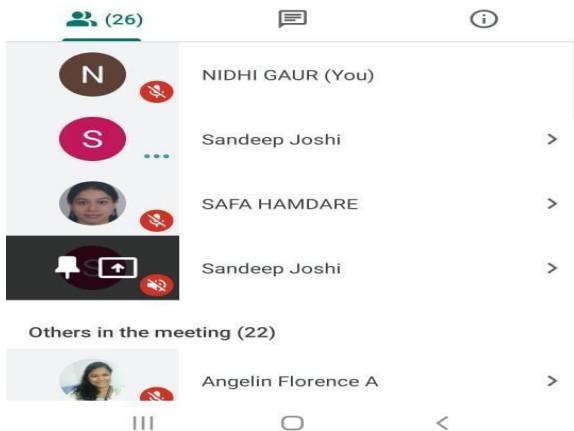 (26)
N
NIDHI GAUR (You)
S
Sandeep Joshi
SAFA HAMDARE
S
Sandeep Joshi
Others in the meeting (22)
Angelin Florence A